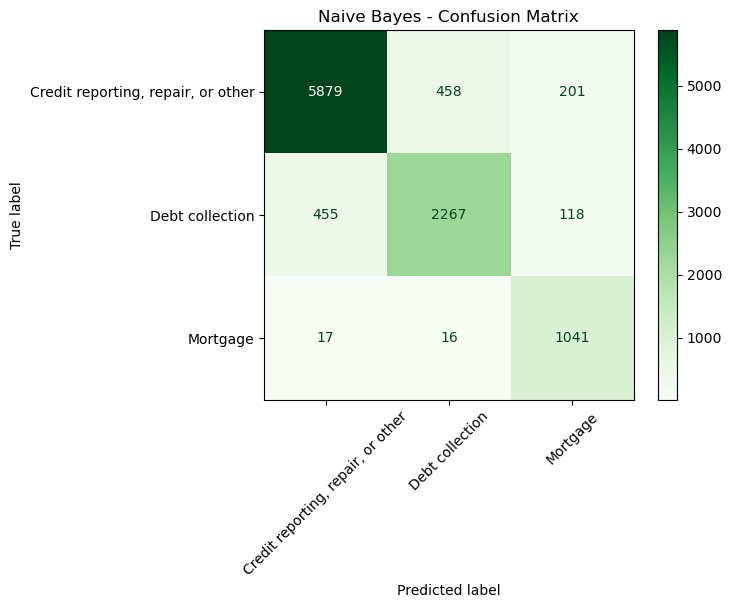 Naive Bayes - Confusion Matrix
Credit reporting, repair, or other
5879
458
201
Debt collection
455
2267
118
Mortgage
17
16
1041
True label
Credit reporting, repair, or other
Debt collection
Mortgage
Predicted label
5000
4000
3000
2000
1000